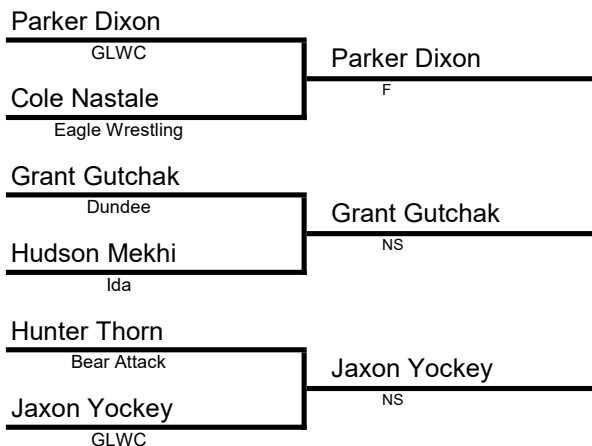 Parker Dixon
GLWC
Parker Dixon
F
Cole Nastale
Eagle Wrestling
Grant Gutchak
Dundee
Grant Gutchak
NS
Hudson Mekhi
Ida
Hunter Thorn
Bear Attack
Jaxon Yockey
NS
Jaxon Yockey
GLWC